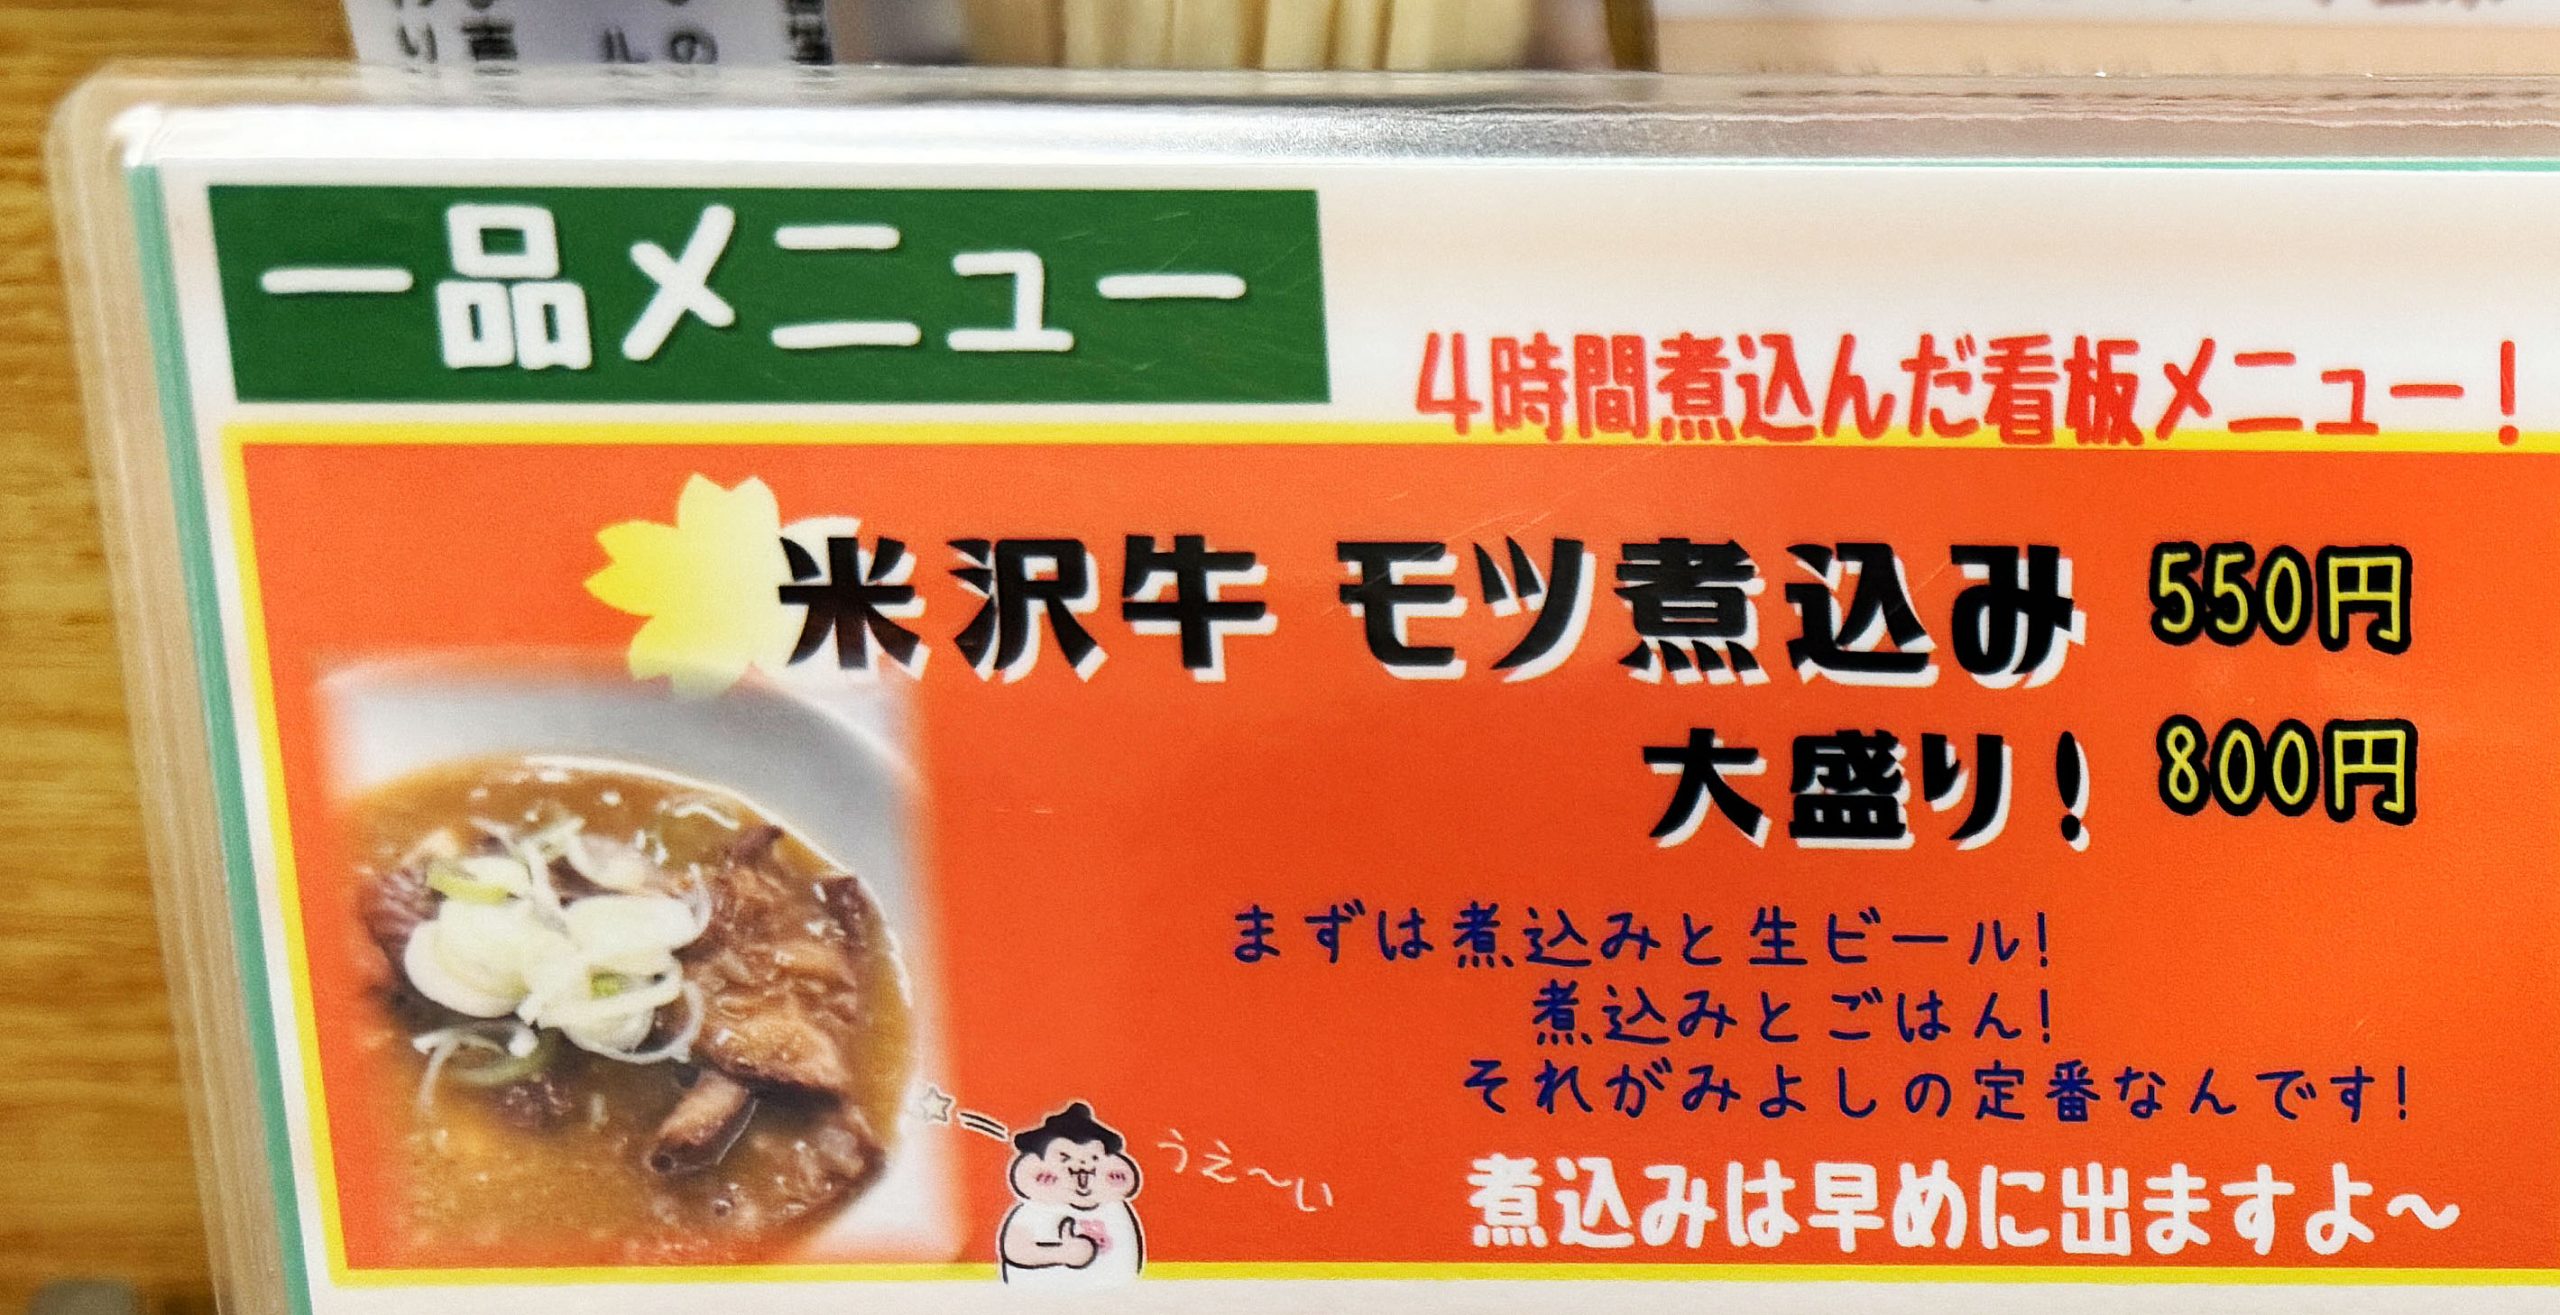 一品メニュー
4時間煮込んだ看板メニュー！
米沢牛 モツ煮込み 550円
大盛り！ 800円
まずは煮込みと生ビール！
煮込みとごはん！
それがみよしの定番なんです！
うえ〜い
煮込みは早めに出ますよ〜